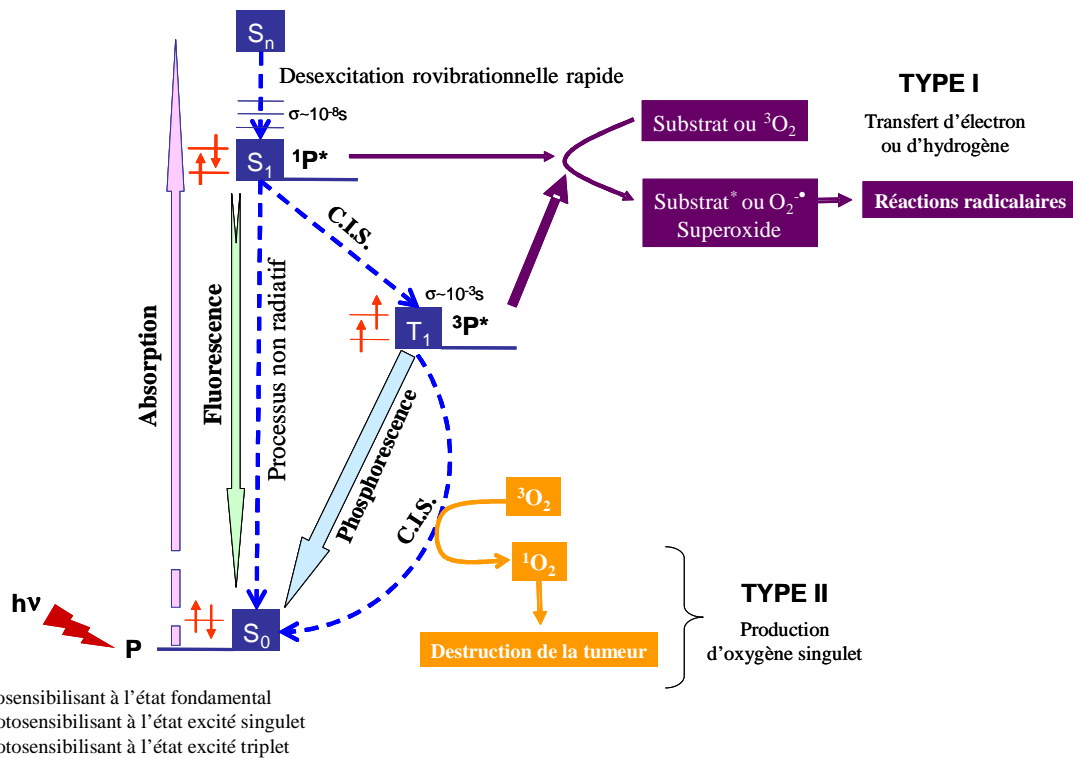 Sn
Desexcitation rovibrationnelle rapide
σ~10-8s
S1
1P*
Substrat ou 3O2
TYPE I
Transfert d’électron
ou d’hydrogène
Substrat* ou O2-•
Superoxide
Réactions radicalaires
C.I.S.
Absorption
Fluorescence
Processus non radiatif
σ~10-3s
T1
3P*
Phosphorescence
C.I.S.
3O2
1O2
Destruction de la tumeur
TYPE II
Production
d’oxygène singulet
hν
P
S0
osensibilisant à l’état fondamental
otosensibilisant à l’état excité singulet
otosensibilisant à l’état excité triplet